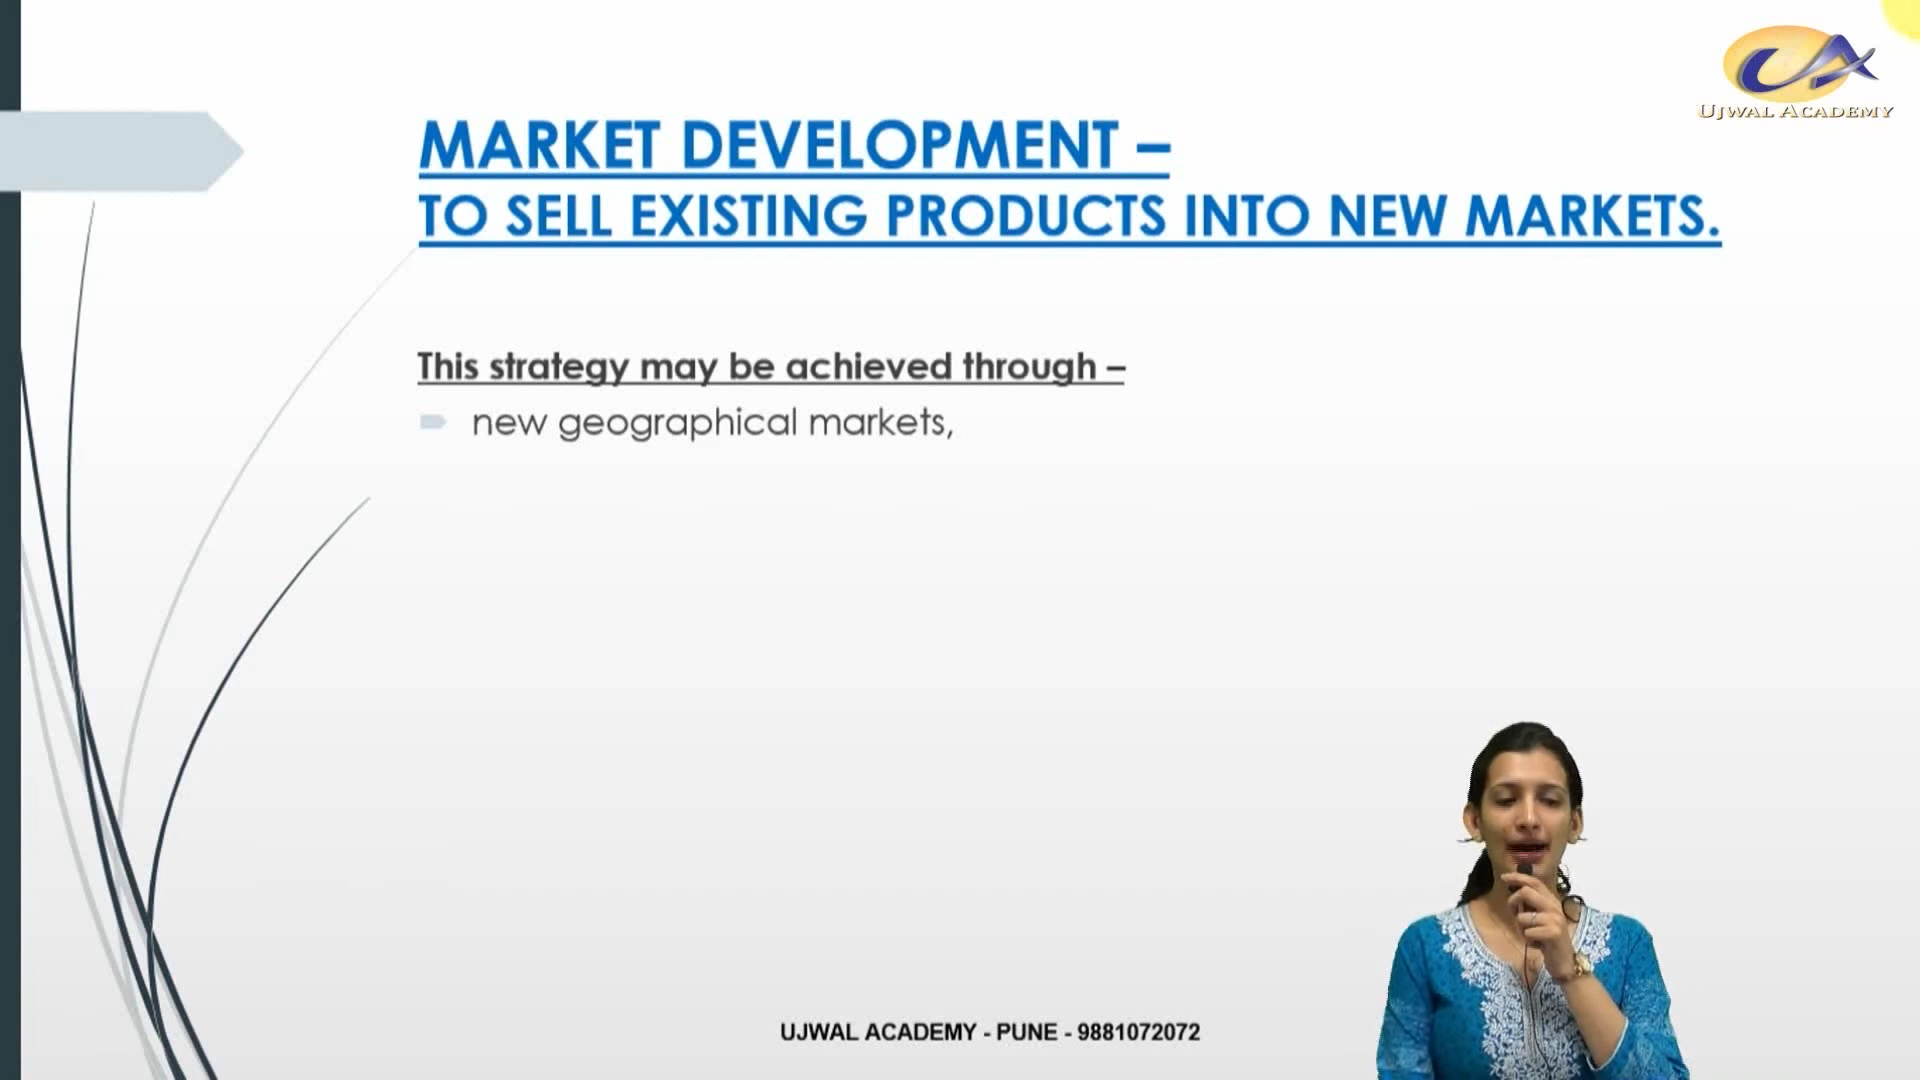 UJWAL ACADEMY
MARKET DEVELOPMENT –
TO SELL EXISTING PRODUCTS INTO NEW MARKETS.
This strategy may be achieved through –
new geographical markets,
UJWAL ACADEMY - PUNE - 9881072072